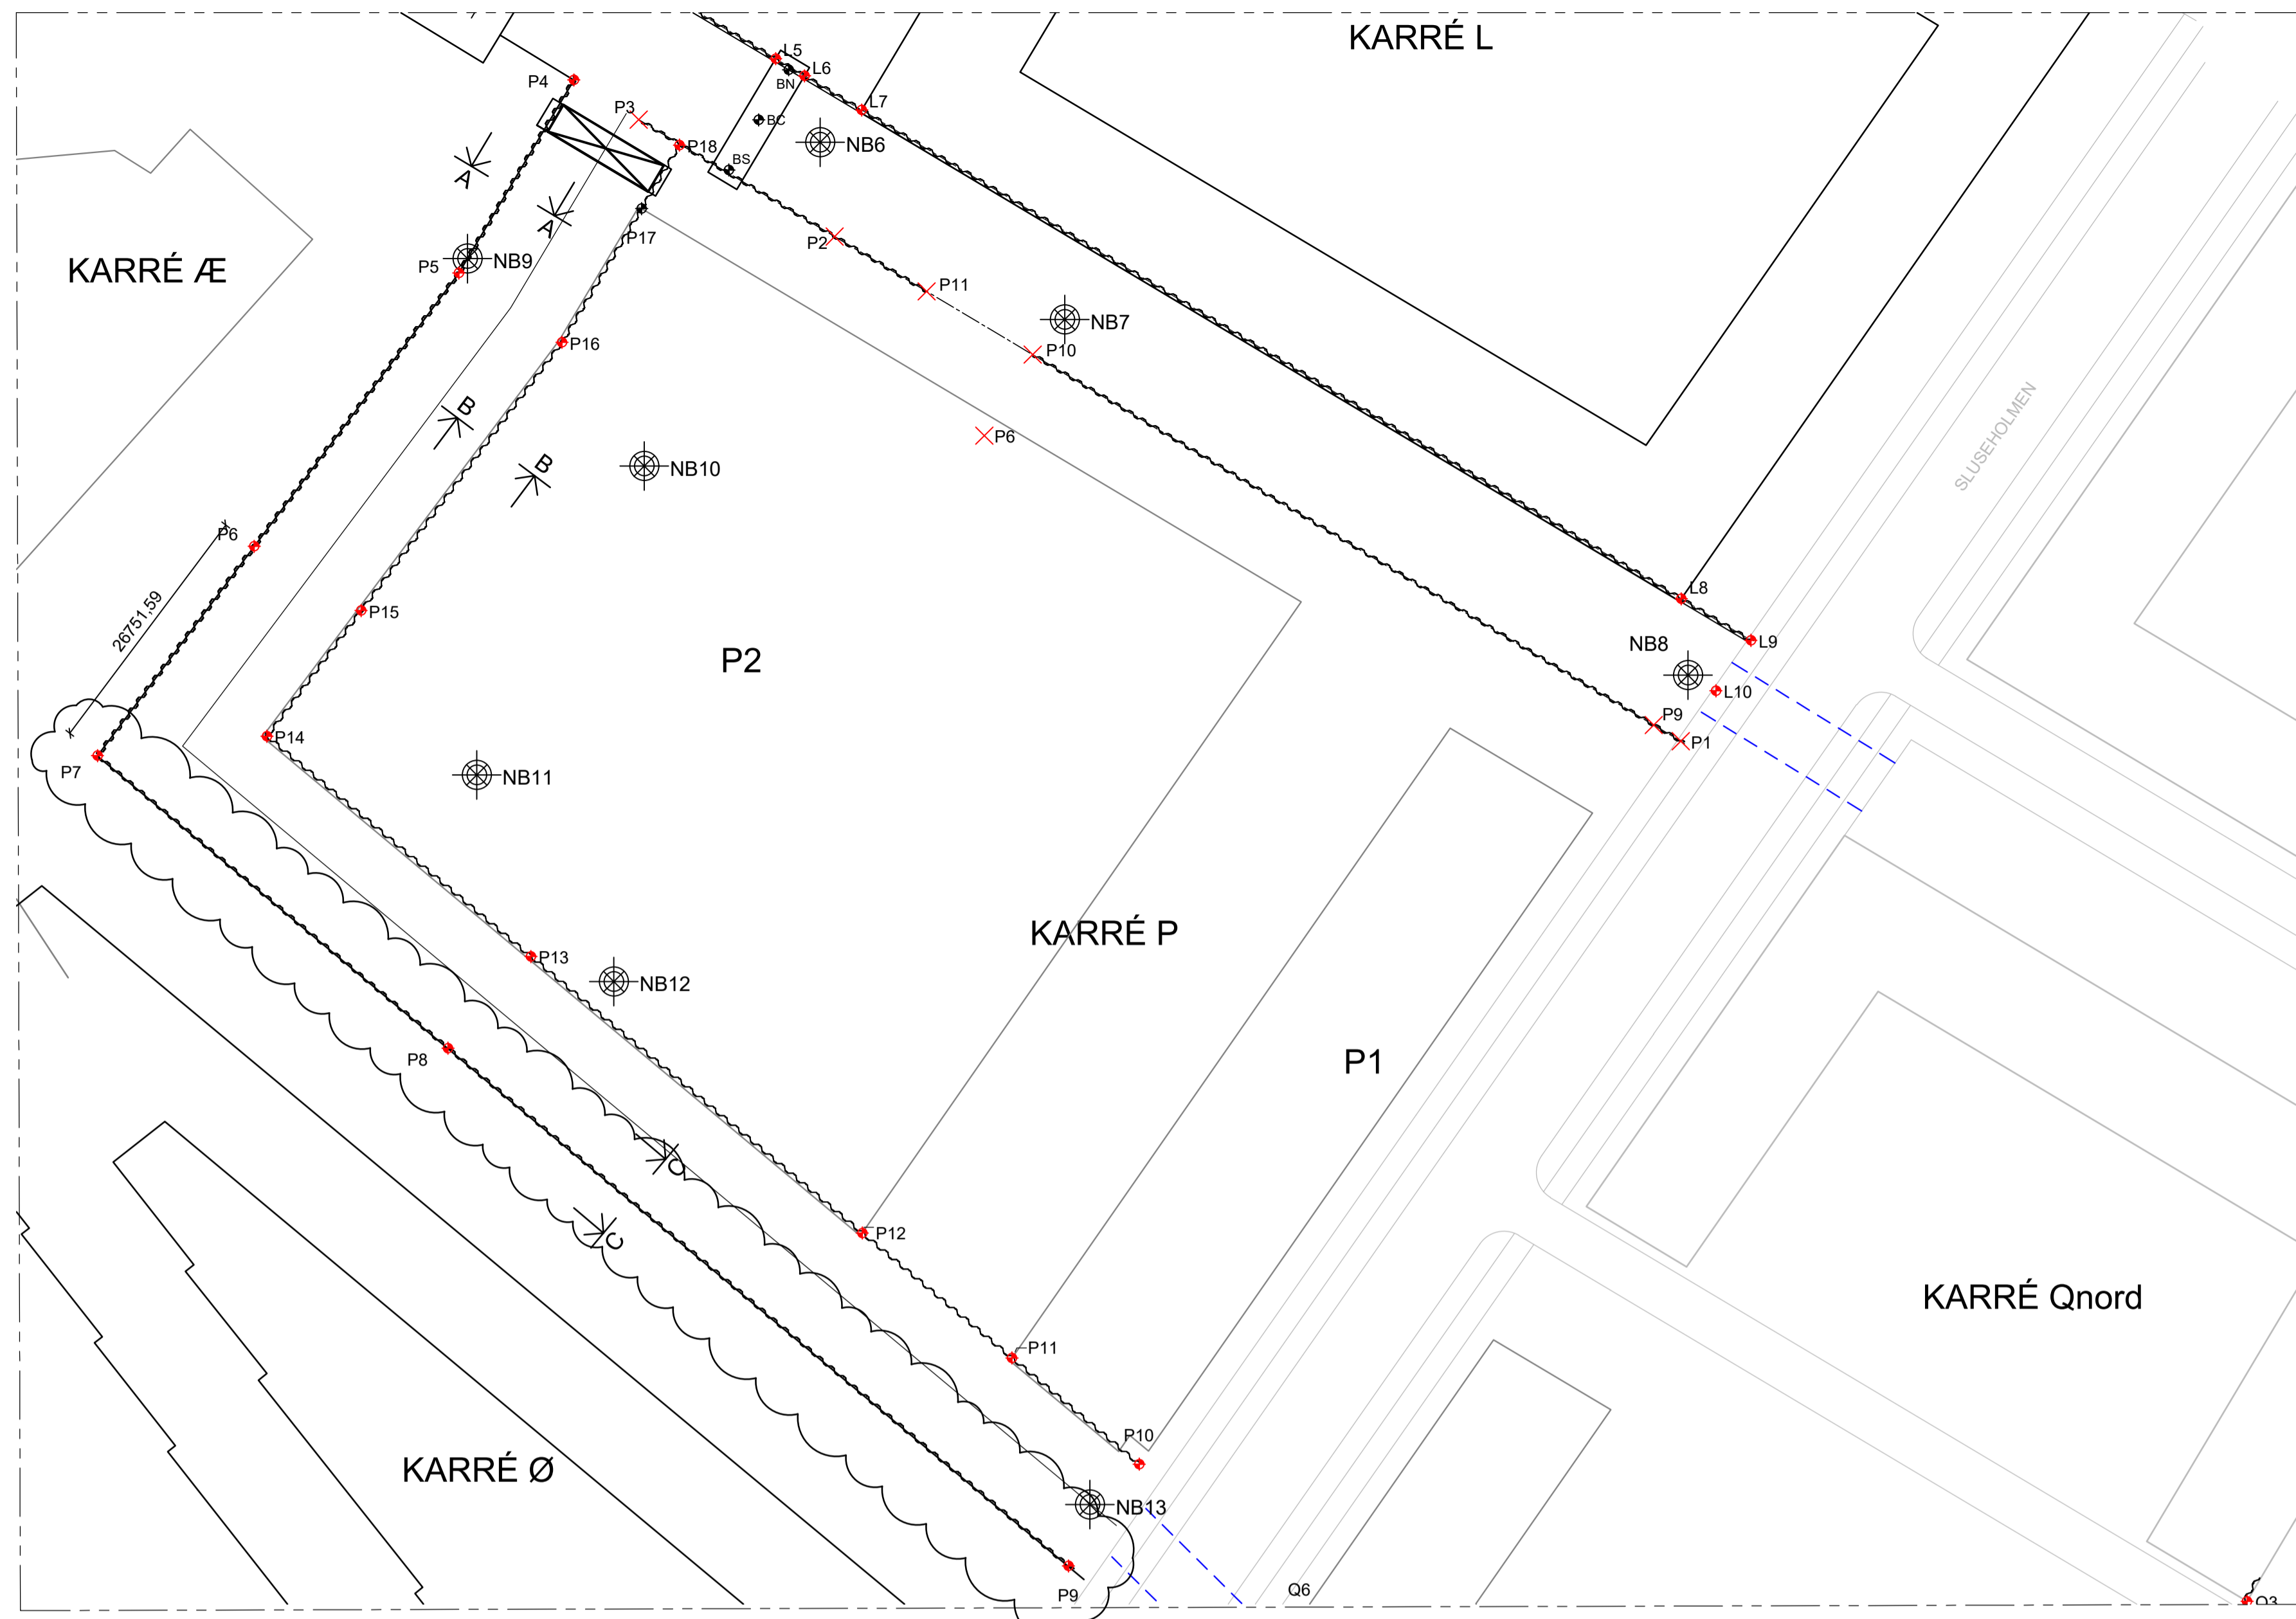 KARRÉ L
L5
L6
BN
P4
L7
P3
BC
NB6
P18
BS
A
A
P17
P2
KARRÉ Æ
P5
NB9
P11
NB7
P16
P10
SLUSEHOLMEN
B
P6
B
NB10
P6
L8
P15
26751,59
NB8
L9
P2
L10
P9
P14
P1
P7
NB11
KARRÉ P
P13
NB12
P8
P1
C
C
P12
KARRÉ Qnord
P11
P10
KARRÉ Ø
NB13
P9
Q6
Q3